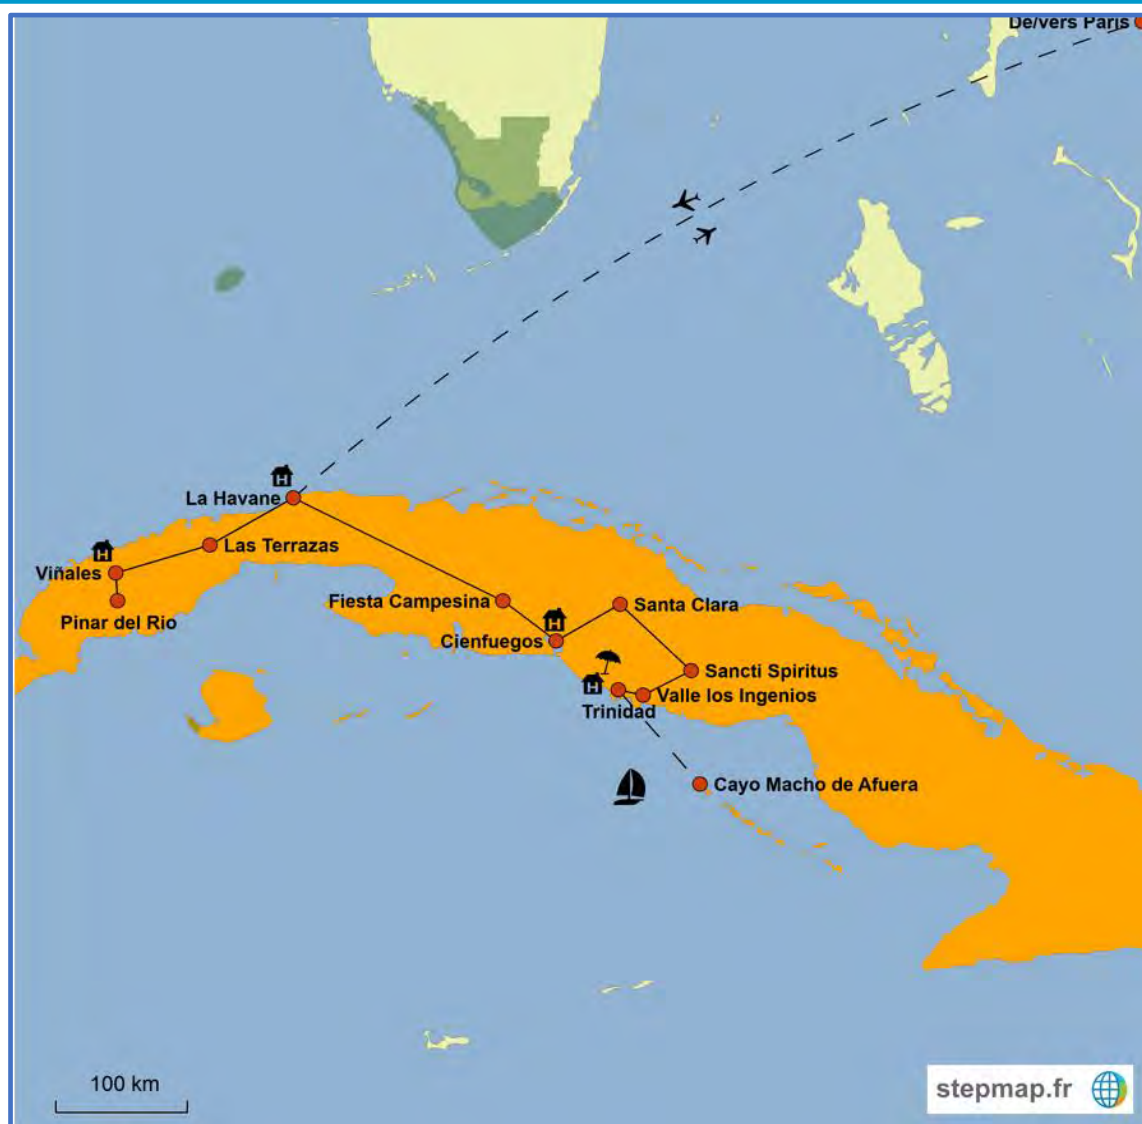 De/vers Paris
La Havane
Las Terrazas
Viñales
Pinar del Rio
Fiesta Campesina
Santa Clara
Cienfuegos
Sancti Spiritus
Valle los Ingenios
Trinidad
Cayo Macho de Afuera
100 km
stepmap.fr
H
H
H
H